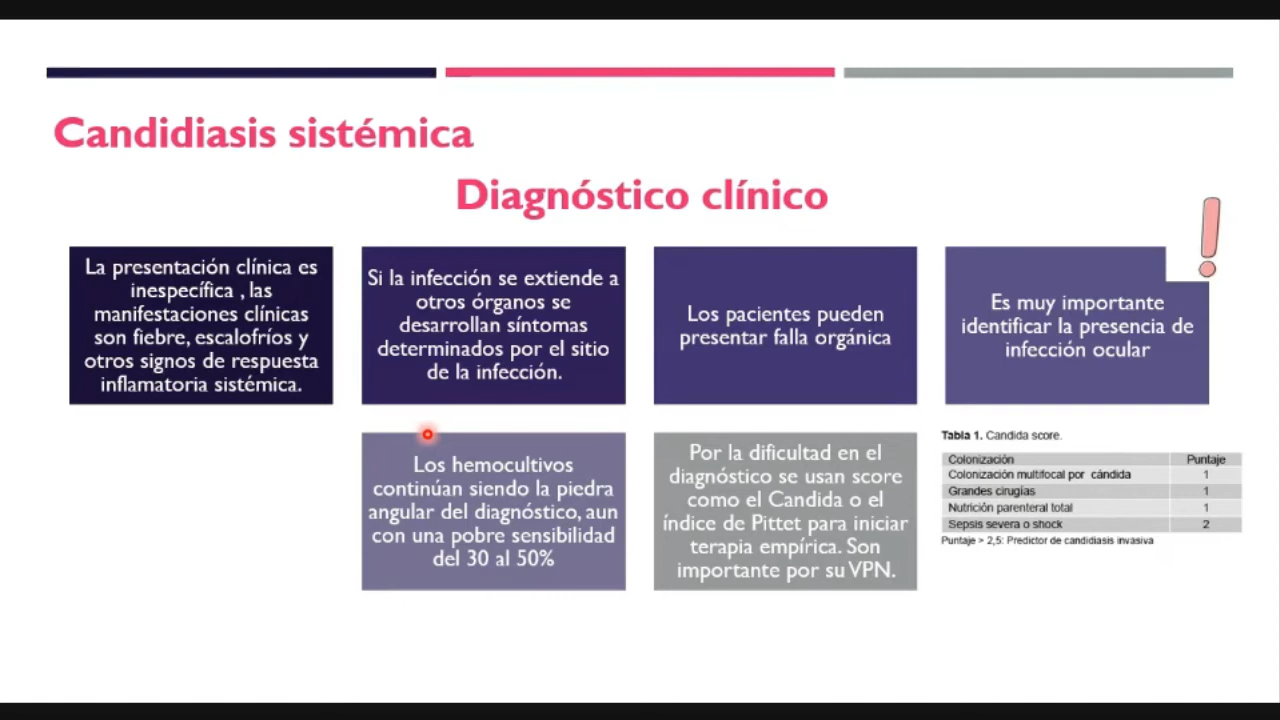 Candidiasis sistémica
Diagnóstico clínico
La presentación clínica es
inespecífica , las
manifestaciones clínicas
son fiebre, escalofríos y
otros signos de respuesta
inflamatoria sistémica.
Si la infección se extiende a
otros órganos se
desarrollan síntomas
determinados por el sitio
de la infección.
Los pacientes pueden
presentar falla orgánica
Es muy importante
identificar la presencia de
infección ocular
Los hemocultivos
continúan siendo la piedra
angular del diagnóstico, aun
con una pobre sensibilidad
del 30 al 50%
Por la dificultad en el
diagnóstico se usan score
como el Candida o el
índice de Pittet para iniciar
terapia empírica. Son
importante por su VPN.
Tabla 1. Candida score.
Colonización Puntaje
Colonización multifocal por cándida 1
Grandes cirugías 1
Nutrición parenteral total 1
Sepsis severa o shock 2
Puntaje > 2,5: Predictor de candidiasis invasiva